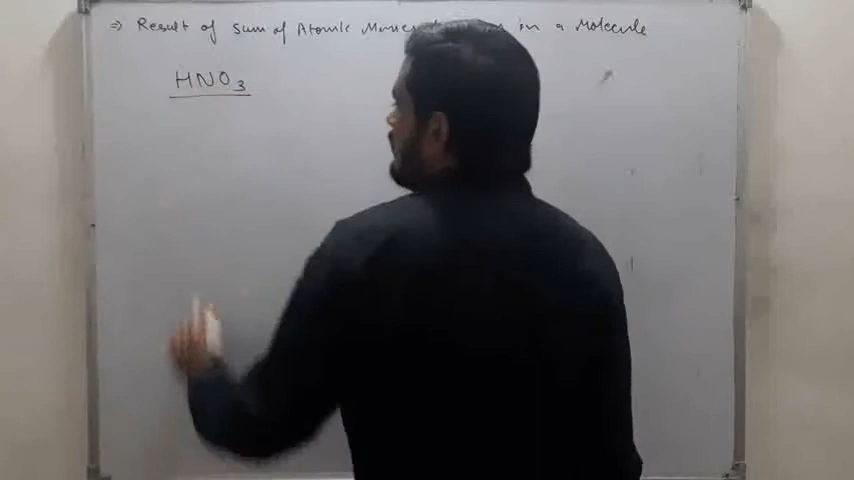 ⇒ Result of Sum of Atomic in a Molecule
HNO₃